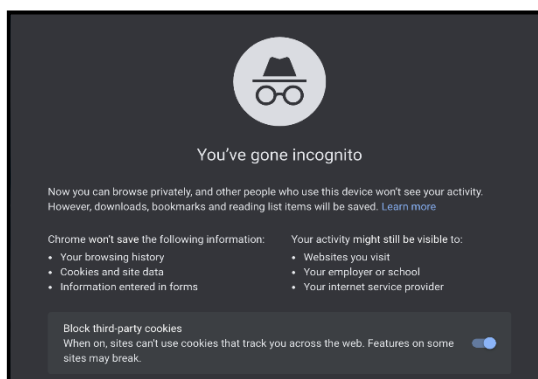 You've gone incognito
Now you can browse privately, and other people who use this device won't see your activity.
However, downloads, bookmarks and reading list items will be saved. Learn more
Chrome won't save the following information:
• Your browsing history
• Cookies and site data
• Information entered in forms
Your activity might still be visible to:
• Websites you visit
• Your employer or school
• Your internet service provider
Block third-party cookies
When on, sites can't use cookies that track you across the web. Features on some
sites may break.